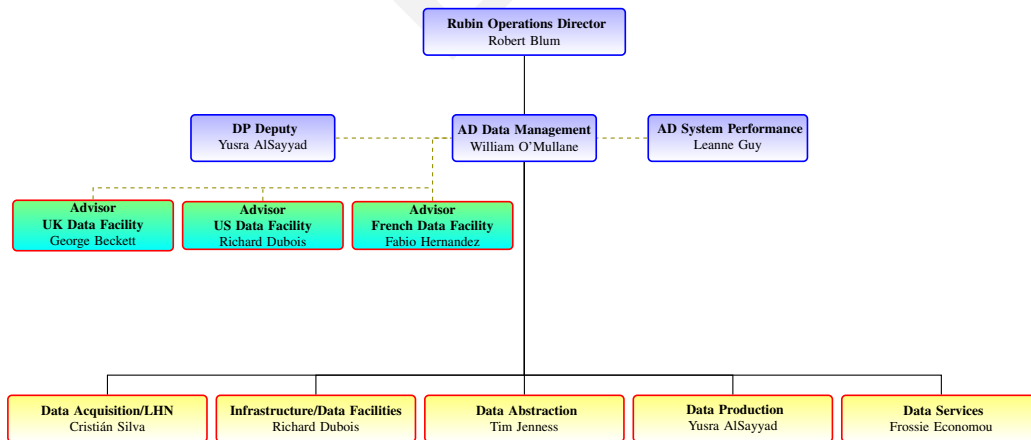 Rubin Operations Director
Robert Blum
DP Deputy
Yusra AlSayyad
AD Data Management
William O'Mullane
AD System Performance
Leanne Guy
Advisor
UK Data Facility
George Beckett
Advisor
US Data Facility
Richard Dubois
Advisor
French Data Facility
Fabio Hernandez
Data Acquisition/LHN
Cristián Silva
Infrastructure/Data Facilities
Richard Dubois
Data Abstraction
Tim Jenness
Data Production
Yusra AlSayyad
Data Services
Frossie Economou